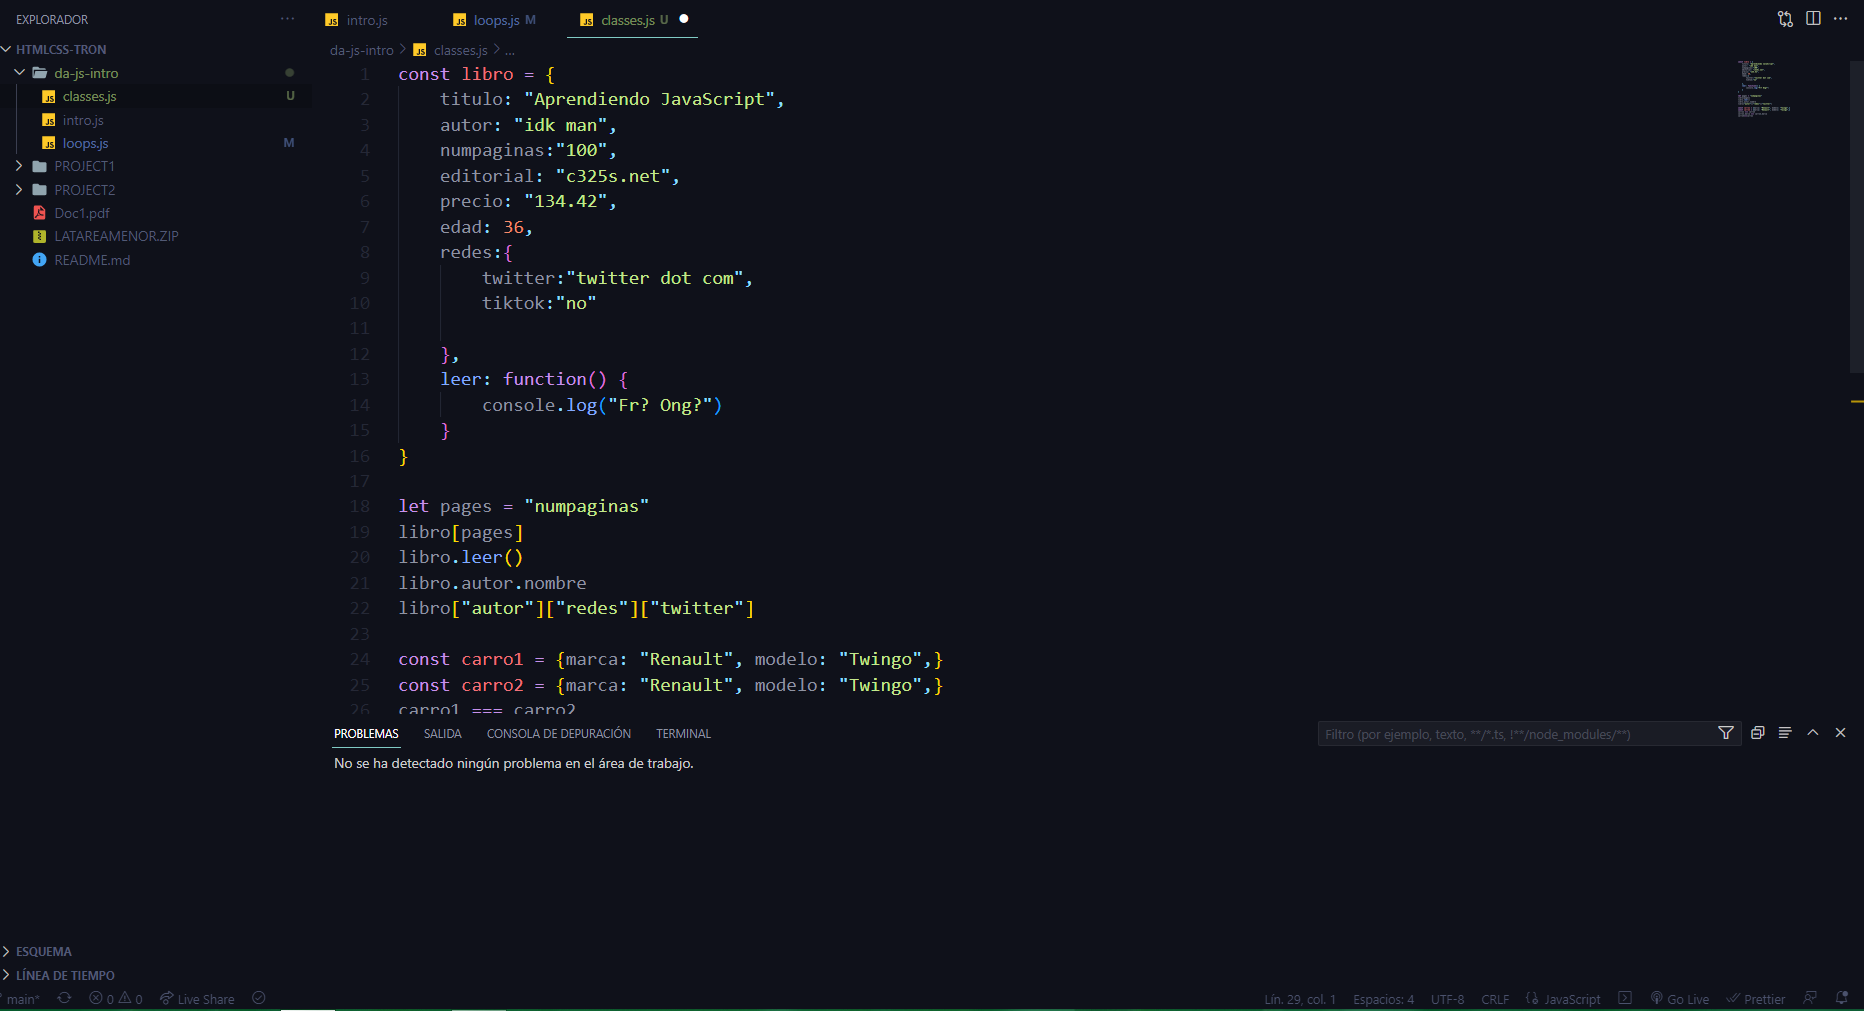 EXPLORADOR
HTMLCSS-TRON
da-js-intro
classes.js U
intro.js
loops.js M
PROJECT1
PROJECT2
Doc1.pdf
LATAREAMENOR.ZIP
README.md
ESQUEMA
LÍNEA DE TIEMPO
intro.js loops.js M classes.js U
da-js-intro > classes.js > ...
1 const libro = {
2 titulo: "Aprendiendo JavaScript",
3 autor: "idk man",
4 numpaginas:"100",
5 editorial: "c325s.net",
6 precio: "134.42",
7 edad: 36,
8 redes:{
9 twitter:"twitter dot com",
10 tiktok:"no"
11
12 },
13 leer: function() {
14 console.log("Fr? Ong?")
15 }
16 }
17
18 let pages = "numpaginas"
19 libro[pages]
20 libro.leer()
21 libro.autor.nombre
22 libro["autor"]["redes"]["twitter"]
23
24 const carro1 = {marca: "Renault", modelo: "Twingo",}
25 const carro2 = {marca: "Renault", modelo: "Twingo",}
26 carro1 === carro2
PROBLEMAS SALIDA CONSOLA DE DEPURACIÓN TERMINAL Filtro (por ejemplo, texto, **/*.ts, !**/node_modules/**)
No se ha detectado ningún problema en el área de trabajo.
main* 0 0 Live Share Lín. 29, col. 1 Espacios: 4 UTF-8 CRLF JavaScript Go Live Prettier